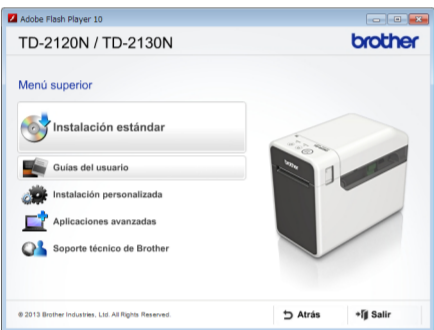 Adobe Flash Player 10
TD-2120N / TD-2130N
brother
Menú superior
Instalación estándar
Guías del usuario
Instalación personalizada
Aplicaciones avanzadas
Soporte técnico de Brother
brother
© 2013 Brother Industries, Ltd. All Rights Reserved.
Atrás
Salir